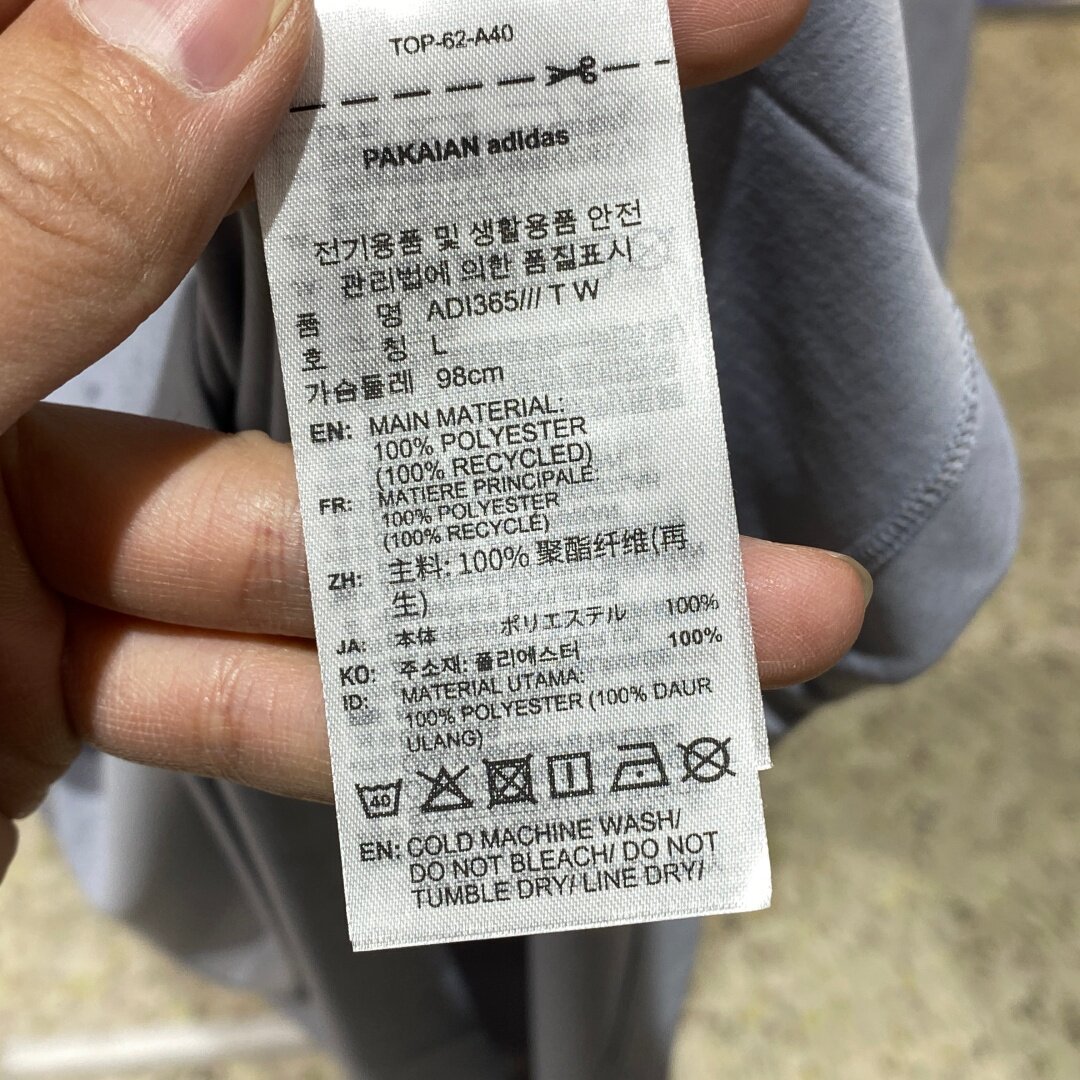 TOP-62-A40
PAKAIAN adidas
전기용품 및 생활용품 안전
관리법에 의한 품질표시
품 명 ADI365/// T W
호 칭 L
가슴둘레 98cm
EN: MAIN MATERIAL:
100% POLYESTER
(100% RECYCLED)
FR: MATIERE PRINCIPALE:
100% POLYESTER
(100% RECYCLÉ)
ZH: 主料: 100% 聚酯纤维(再
生)
JA: 本体 ポリエステル 100%
KO: 주소재: 폴리에스터 100%
ID: MATERIAL UTAMA:
100% POLYESTER (100% DAUR
ULANG)
40
EN: COLD MACHINE WASH/
DO NOT BLEACH/ DO NOT
TUMBLE DRY/ LINE DRY/